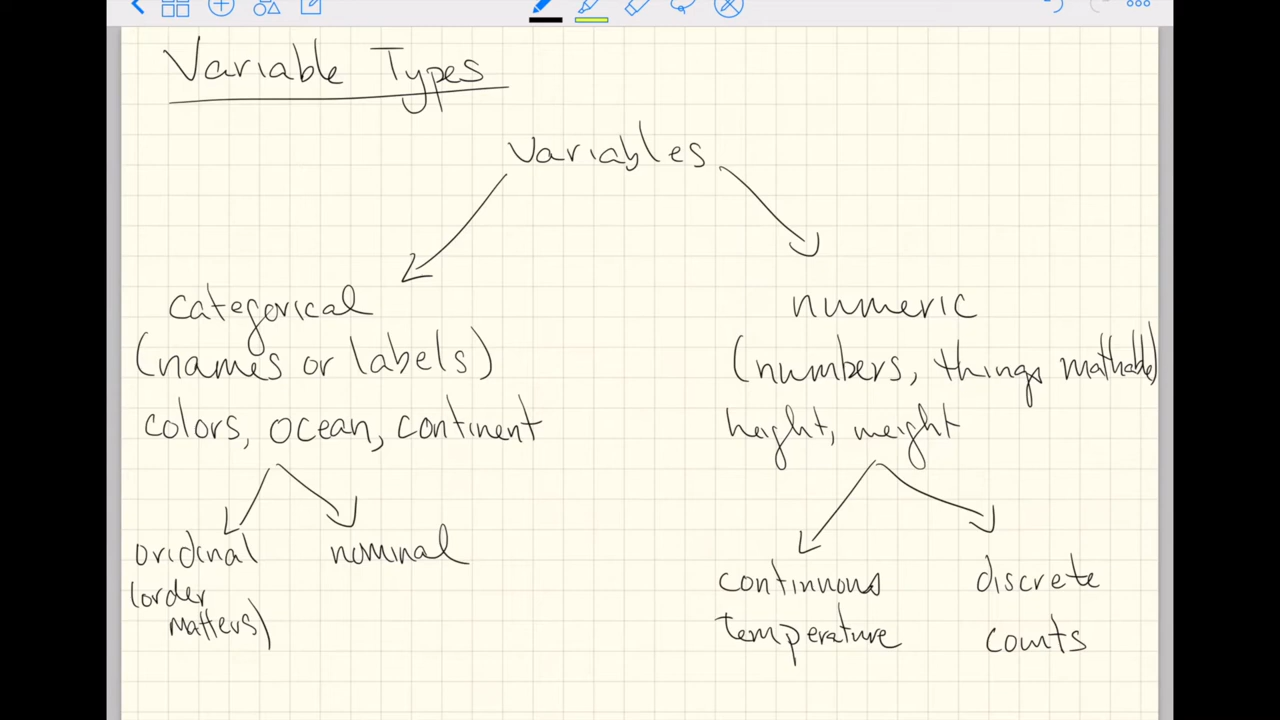 Variable Types
variables
categorical
numeric
(names or labels)
(numbers, things mathable)
colors, ocean, continent
height, weight
oridinal
nominal
(order
matters)
continuous
discrete
temperature
counts